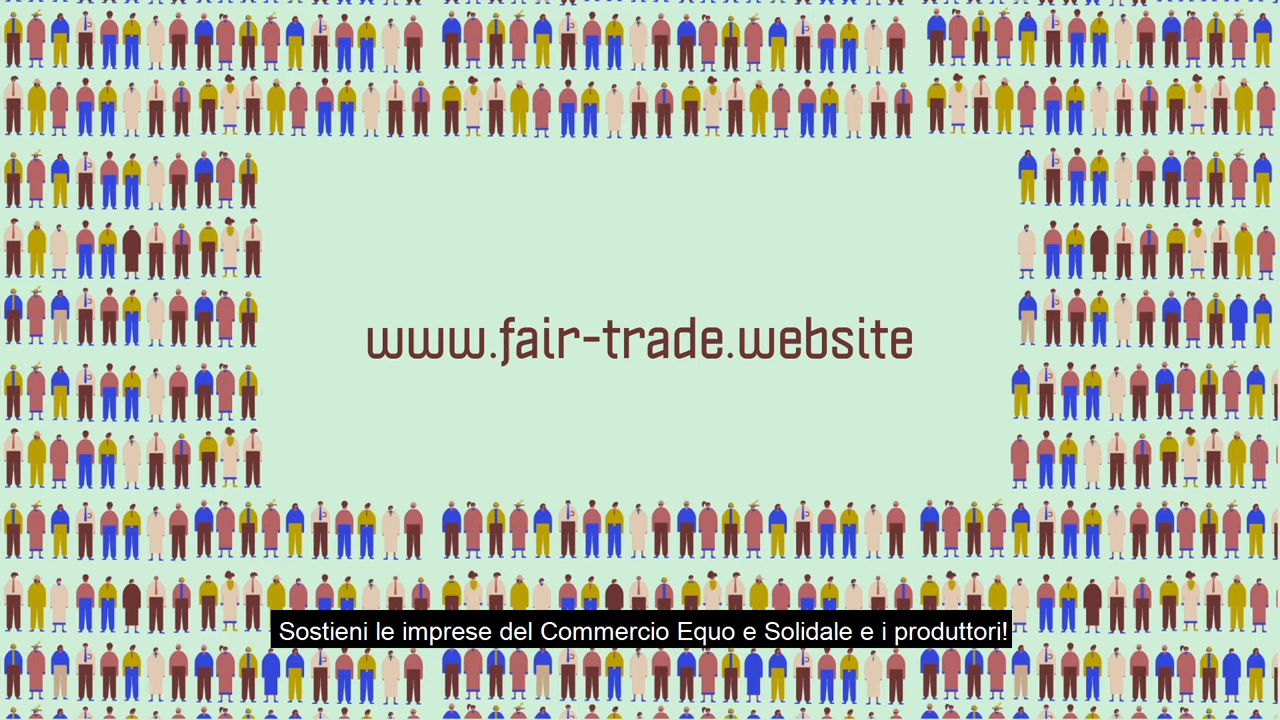 www.fair-trade.website
Sostieni le imprese del Commercio Equo e Solidale e i produttori!